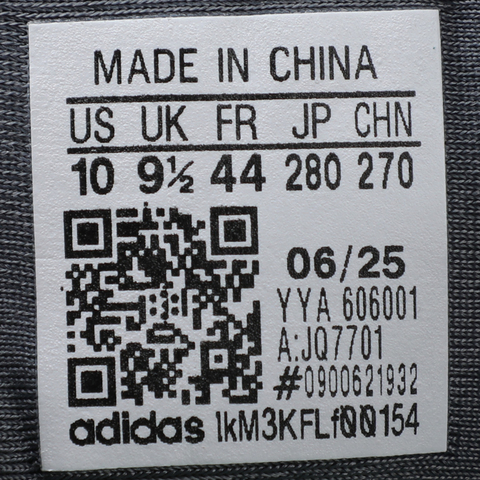 MADE IN CHINA
US UK FR JP CHN
10 9½ 44 280 270
06/25
YYA 606001
A:JQ7701
#0900621932
adidas lkM3KFLf00154